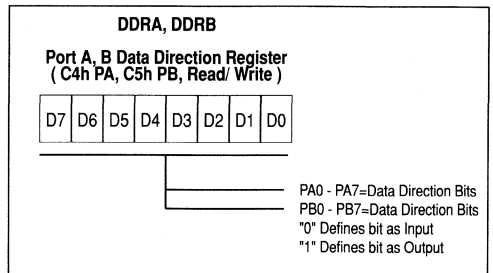 DDRA, DDRB
Port A, B Data Direction Register
( C4h PA, C5h PB, Read/ Write )
D7 D6 D5 D4 D3 D2 D1 D0
PA0 - PA7=Data Direction Bits
PB0 - PB7=Data Direction Bits
"0" Defines bit as Input
"1" Defines bit as Output